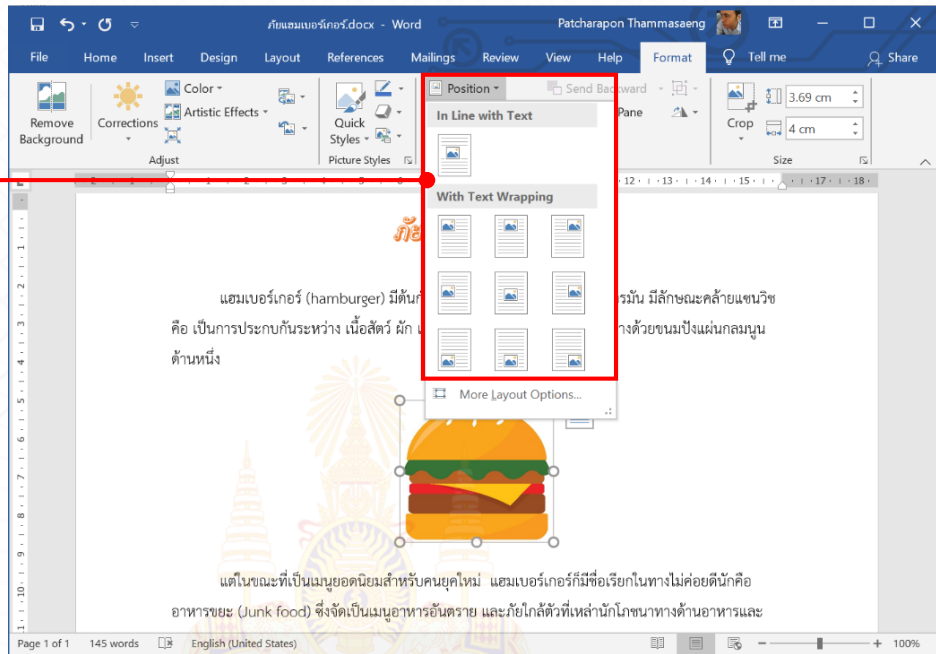 ภัยแฮมเบอร์เกอร์.docx - Word
Patcharapon Thammasaeng
File Home Insert Design Layout References Mailings Review View Help Format Tell me Share
Remove Background
Corrections
Color
Artistic Effects
Adjust
Quick Styles
Picture Styles
Position
Send Backward
Pane
Crop
3.69 cm
4 cm
Size
In Line with Text
With Text Wrapping
More Layout Options...
ภัย
แฮมเบอร์เกอร์ (hamburger) มีต้น รมัน มีลักษณะคล้ายแซนวิช
คือ เป็นการประกบกันระหว่าง เนื้อสัตว์ ผัก างด้วยขนมปังแผ่นกลมนูน
ด้านหนึ่ง
แต่ในขณะที่เป็นเมนูยอดนิยมสำหรับคนยุคใหม่ แฮมเบอร์เกอร์ก็มีชื่อเรียกในทางไม่ค่อยดีนักคือ
อาหารขยะ (Junk food) ซึ่งจัดเป็นเมนูอาหารอันตราย และภัยใกล้ตัวที่เหล่านักโภชนาทางด้านอาหารและ
Page 1 of 1 145 words English (United States) 100%